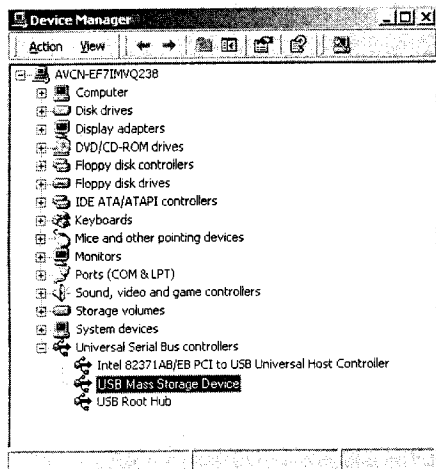 Device Manager
Action View
AVCN-EF7IMVQ238
Computer
Disk drives
Display adapters
DVD/CD-ROM drives
Floppy disk controllers
Floppy disk drives
IDE ATA/ATAPI controllers
Keyboards
Mice and other pointing devices
Monitors
Ports (COM & LPT)
Sound, video and game controllers
Storage volumes
System devices
Universal Serial Bus controllers
Intel 82371AB/EB PCI to USB Universal Host Controller
USB Mass Storage Device
USB Root Hub